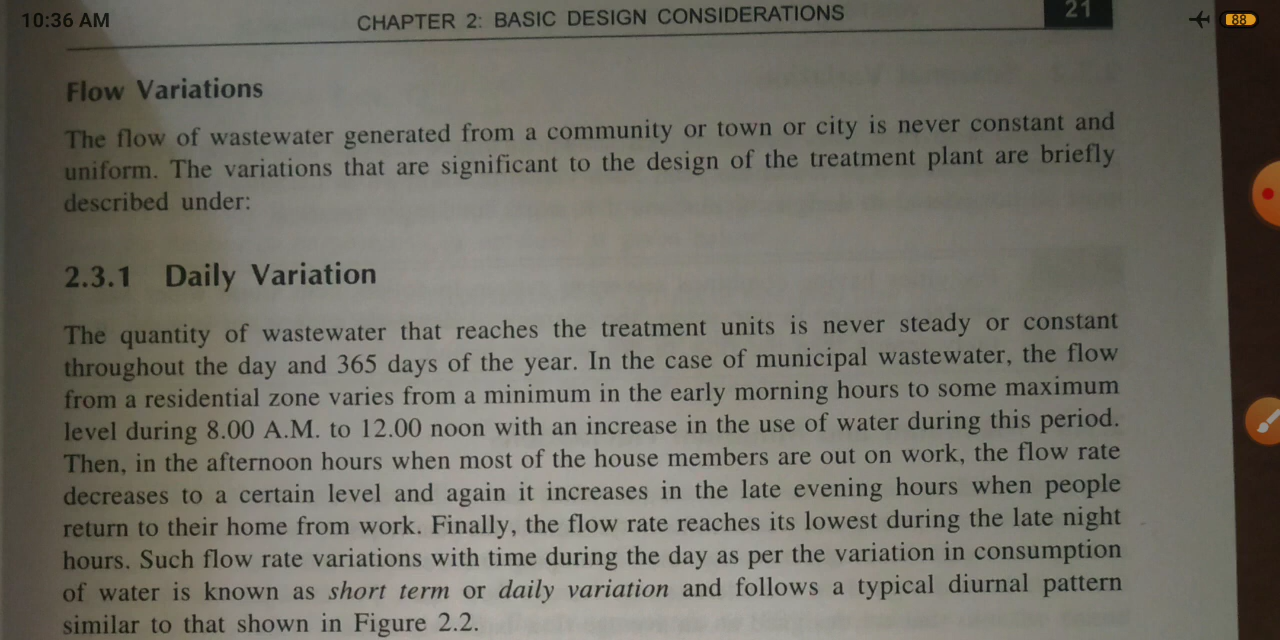 10:36 AM
88
CHAPTER 2: BASIC DESIGN CONSIDERATIONS 21
Flow Variations
The flow of wastewater generated from a community or town or city is never constant and
uniform. The variations that are significant to the design of the treatment plant are briefly
described under:
2.3.1 Daily Variation
The quantity of wastewater that reaches the treatment units is never steady or constant
throughout the day and 365 days of the year. In the case of municipal wastewater, the flow
from a residential zone varies from a minimum in the early morning hours to some maximum
level during 8.00 A.M. to 12.00 noon with an increase in the use of water during this period.
Then, in the afternoon hours when most of the house members are out on work, the flow rate
decreases to a certain level and again it increases in the late evening hours when people
return to their home from work. Finally, the flow rate reaches its lowest during the late night
hours. Such flow rate variations with time during the day as per the variation in consumption
of water is known as short term or daily variation and follows a typical diurnal pattern
similar to that shown in Figure 2.2.